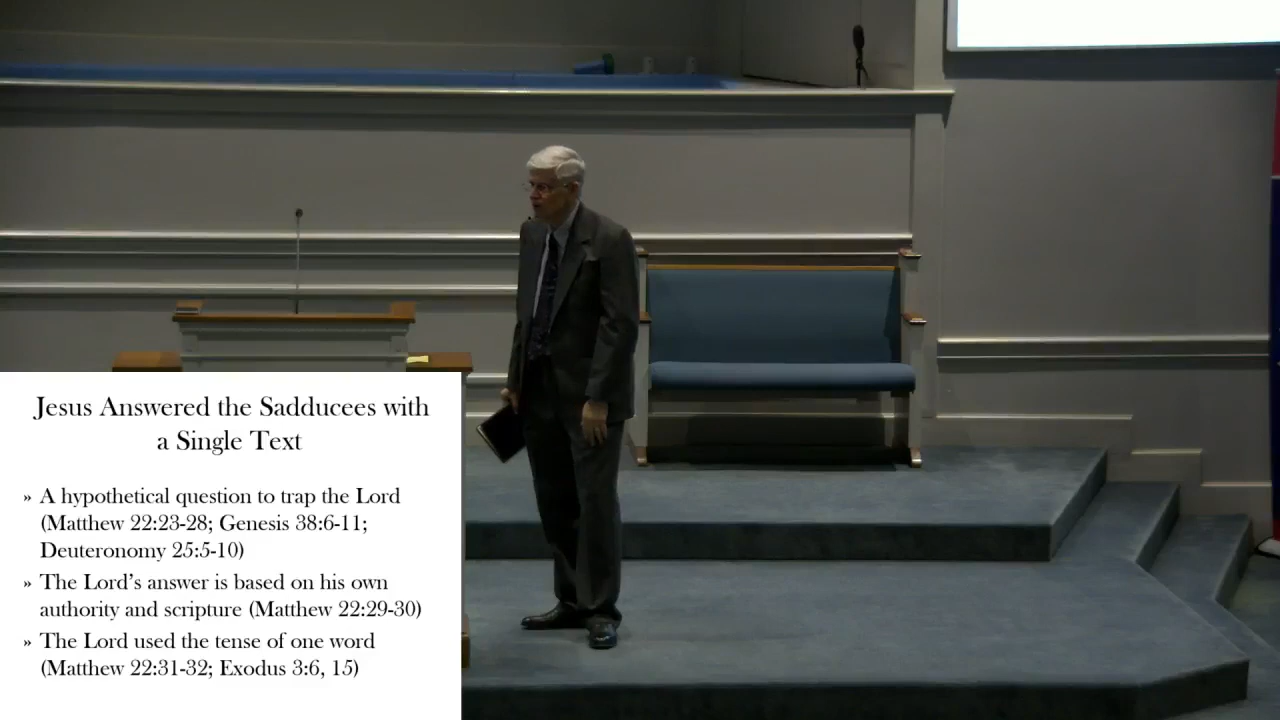 Jesus Answered the Sadducees with
a Single Text
» A hypothetical question to trap the Lord
(Matthew 22:23-28; Genesis 38:6-11;
Deuteronomy 25:5-10)
» The Lord’s answer is based on his own
authority and scripture (Matthew 22:29-30)
» The Lord used the tense of one word
(Matthew 22:31-32; Exodus 3:6, 15)